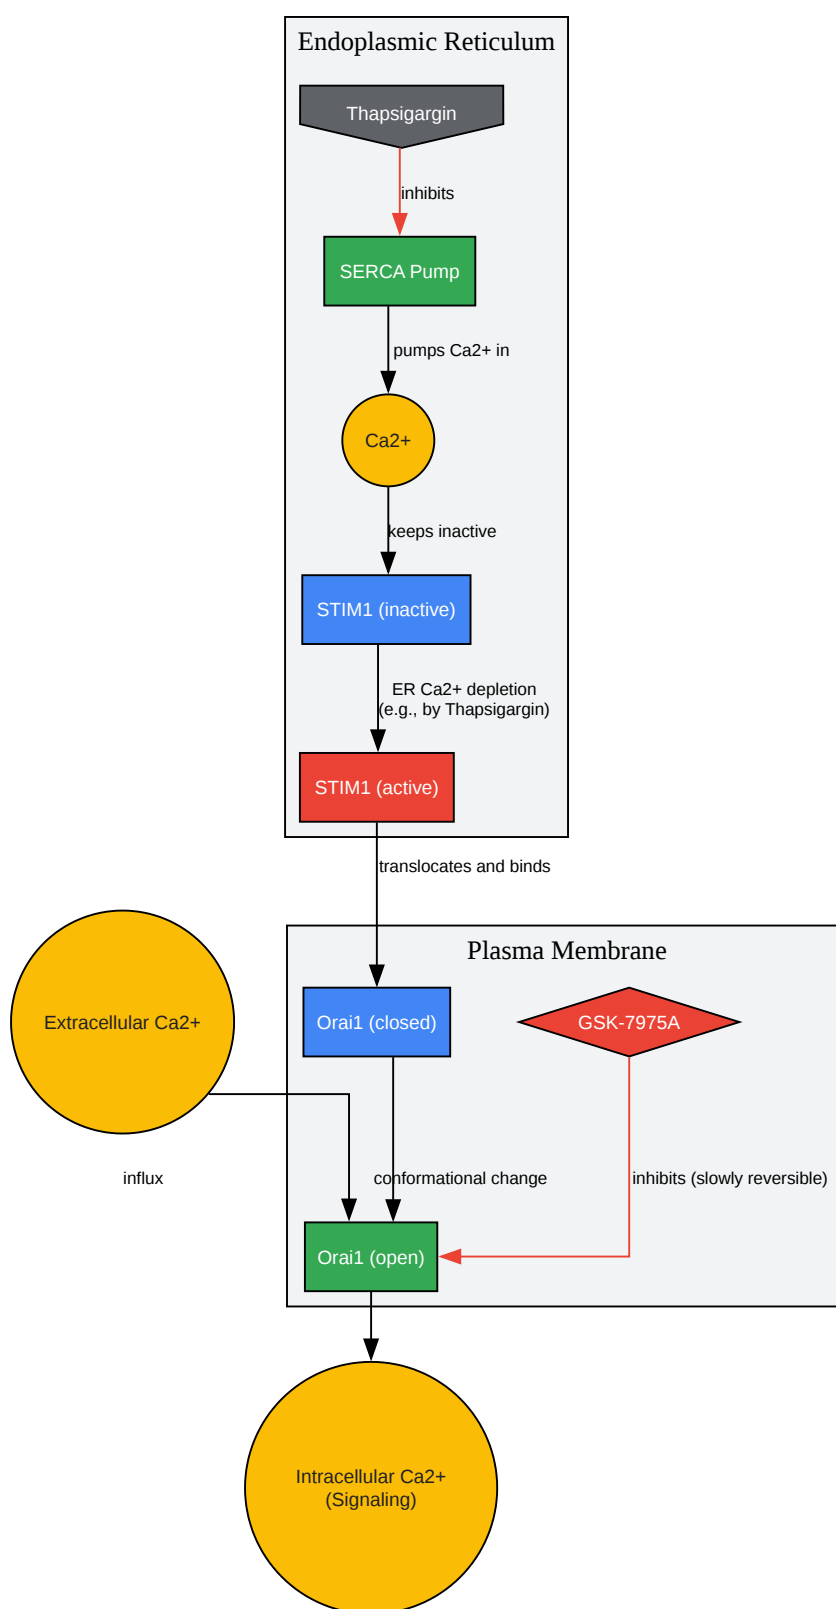 Endoplasmic Reticulum
Thapsigargin
inhibits
SERCA Pump
pumps Ca2+ in
Ca2+
keeps inactive
STIM1 (inactive)
ER Ca2+ depletion
(e.g., by Thapsigargin)
STIM1 (active)
translocates and binds
Plasma Membrane
Extracellular Ca2+
Orai1 (closed)
GSK-7975A
influx
conformational change
inhibits (slowly reversible)
Orai1 (open)
Intracellular Ca2+
(Signaling)